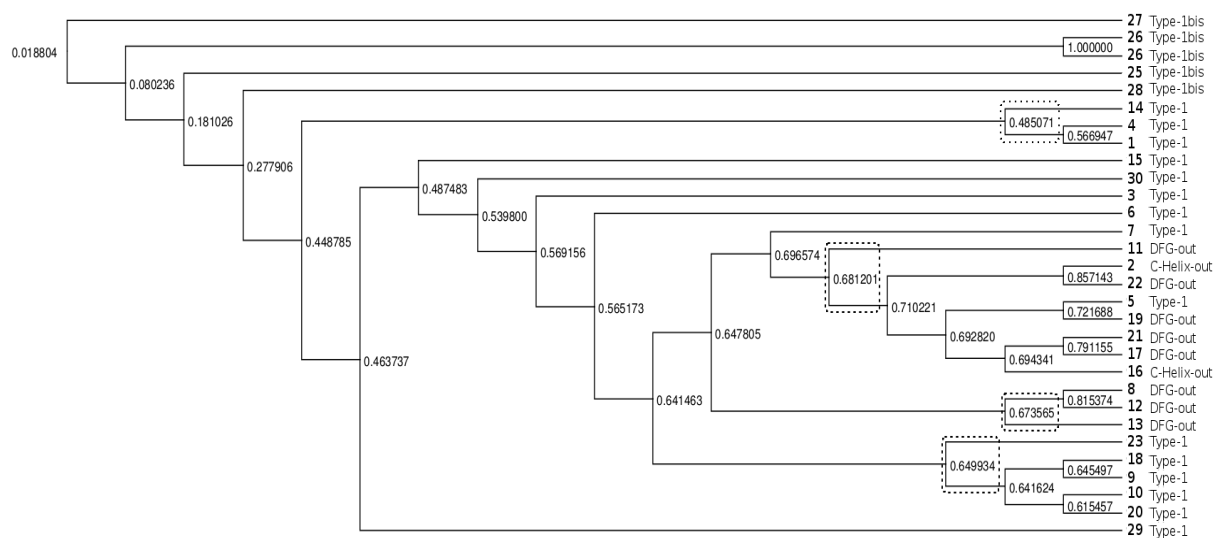 27 Type-1bis
0.018804
26 Type-1bis
1.000000
26 Type-1bis
25 Type-1bis
0.080236
28 Type-1bis
14 Type-1
0.181026
0.485071
4 Type-1
0.566947
1 Type-1
15 Type-1
0.277906
30 Type-1
0.487483
3 Type-1
6 Type-1
0.539800
7 Type-1
0.448785
11 DFG-out
0.569156
0.696574
2 C-Helix-out
0.857143
0.681201
22 DFG-out
5 Type-1
0.565173
0.710221
0.721688
19 DFG-out
0.647805
0.692820
21 DFG-out
0.791155
17 DFG-out
0.463737
0.694341
16 C-Helix-out
8 DFG-out
0.641463
0.815374
12 DFG-out
0.673565
13 DFG-out
23 Type-1
18 Type-1
0.649934
0.645497
9 Type-1
0.641624
10 Type-1
0.615457
20 Type-1
29 Type-1